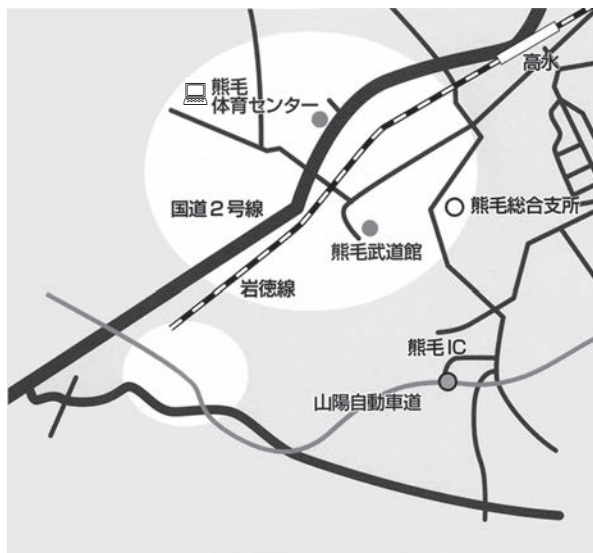 高水
熊毛
体育センター
国道2号線
熊毛総合支所
熊毛武道館
岩徳線
熊毛IC
山陽自動車道